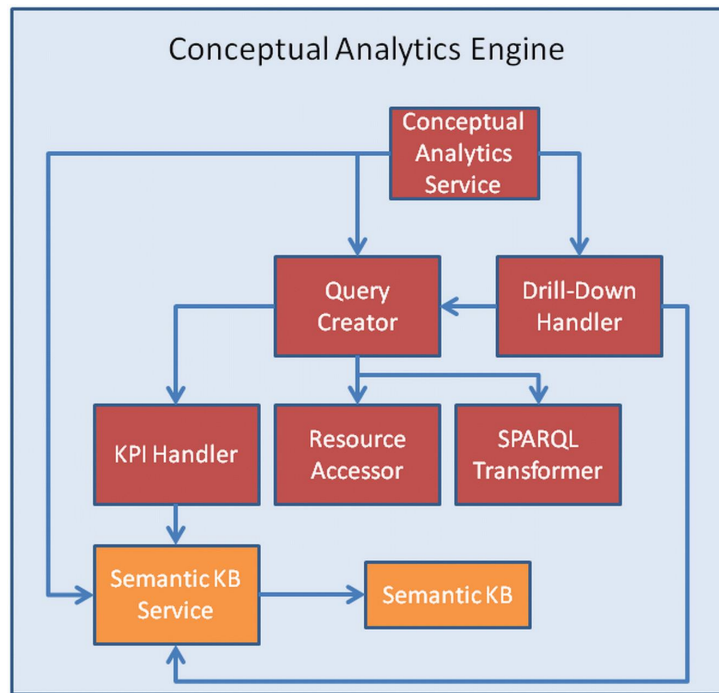 Conceptual Analytics Engine
Conceptual
Analytics
Service
Query
Creator
Drill-Down
Handler
KPI Handler
Resource
Accessor
SPARQL
Transformer
Semantic KB
Service
Semantic KB